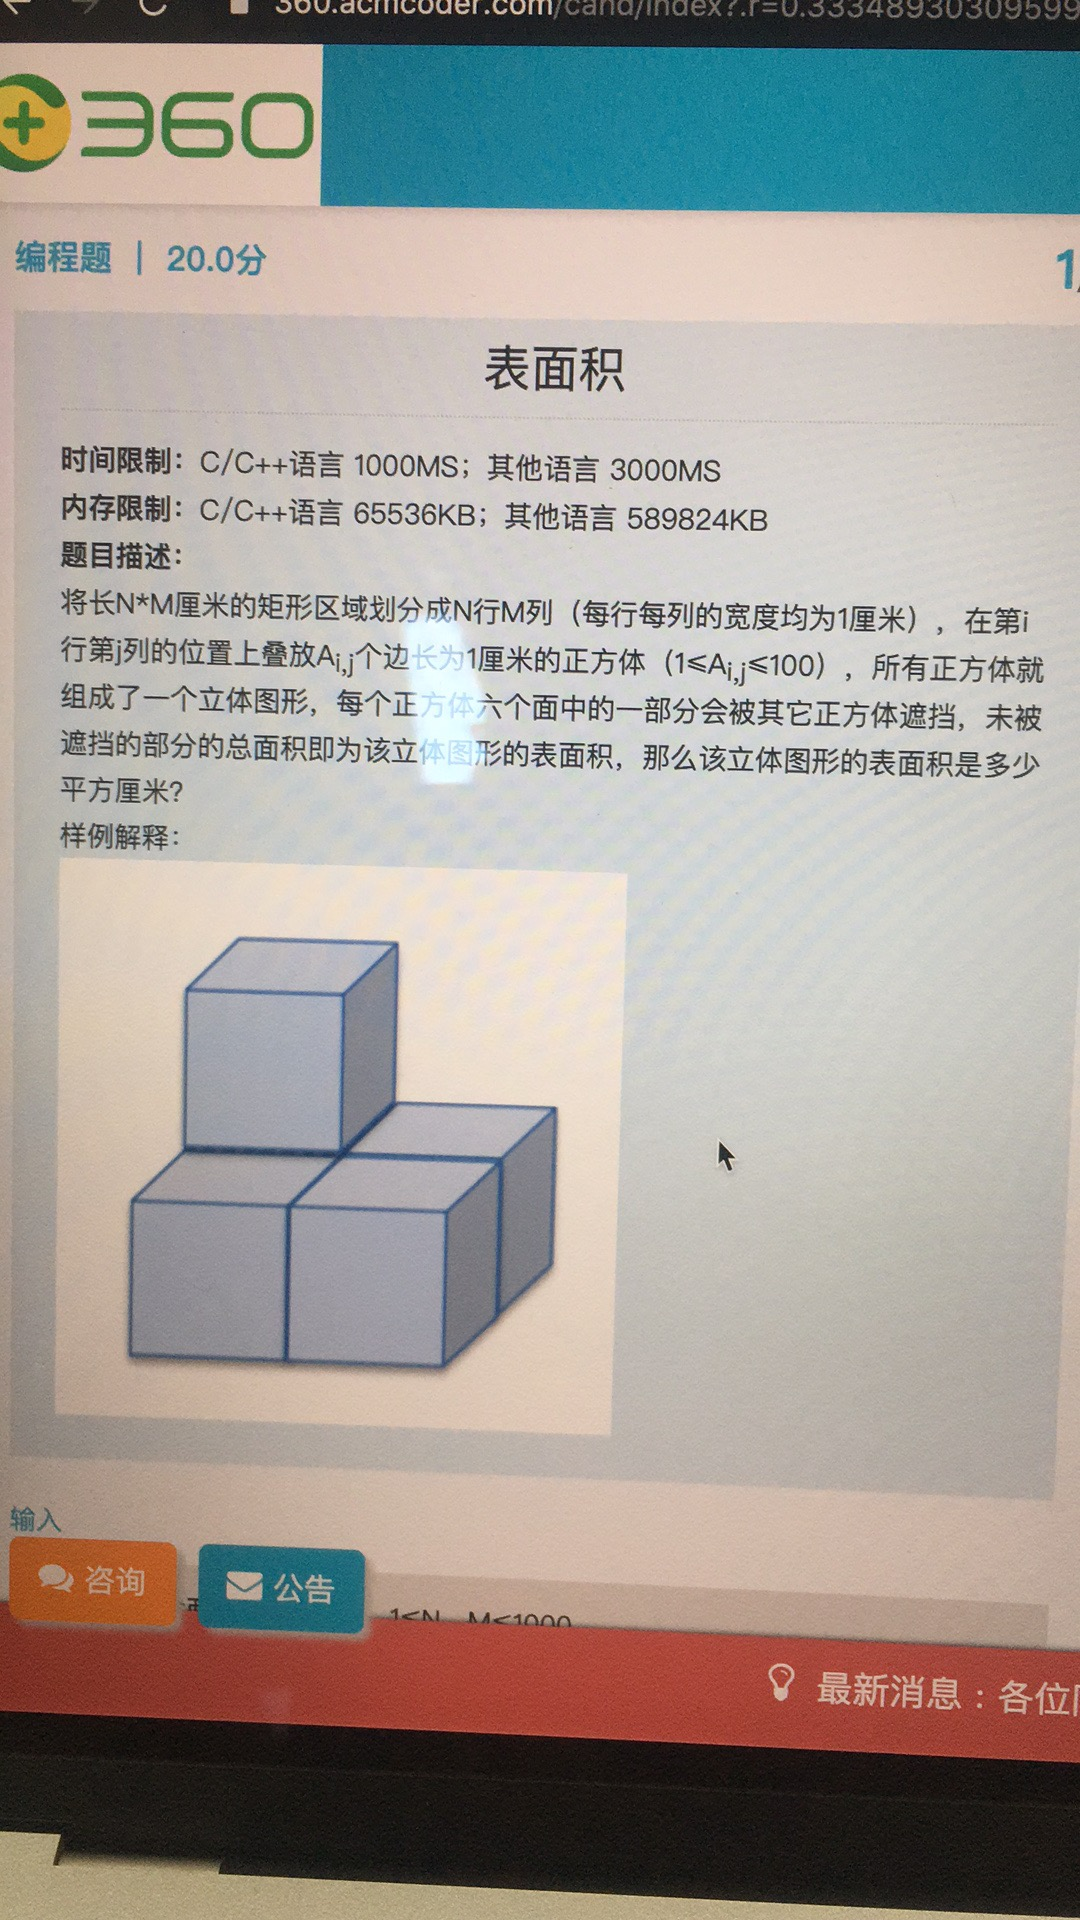 360.acmcoder.com/cand/index?.r=0.33348930309599
360
编程题 | 20.0分
1/
表面积
时间限制：C/C++语言 1000MS；其他语言 3000MS
内存限制：C/C++语言 65536KB；其他语言 589824KB
题目描述：
将长N*M厘米的矩形区域划分成N行M列（每行每列的宽度均为1厘米），在第i
行第j列的位置上叠放Ai,j个边长为1厘米的正方体（1≤Ai,j≤100），所有正方体就
组成了一个立体图形，每个正方体六个面中的一部分会被其它正方体遮挡，未被
遮挡的部分的总面积即为该立体图形的表面积，那么该立体图形的表面积是多少
平方厘米?
样例解释：
输入
咨询
公告
1≤N，M≤1000
最新消息：各位